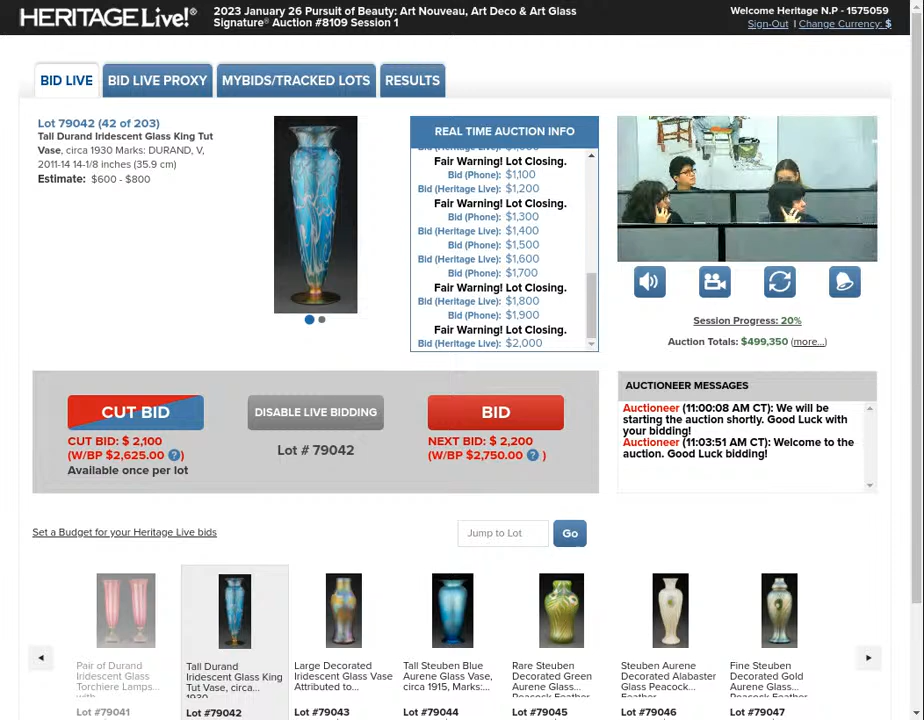 HERITAGE Live!®
2023 January 26 Pursuit of Beauty: Art Nouveau, Art Deco & Art Glass
Signature® Auction #8109 Session 1
Welcome Heritage N.P - 1575059
Sign-Out | Change Currency: $
BID LIVE
BID LIVE PROXY
MYBIDS/TRACKED LOTS
RESULTS
Lot 79042 (42 of 203)
Tall Durand Iridescent Glass King Tut
Vase, circa 1930 Marks: DURAND, V,
2011-14 14-1/8 inches (35.9 cm)
Estimate: $600 - $800
REAL TIME AUCTION INFO
Fair Warning! Lot Closing.
Bid (Phone): $1,100
Bid (Heritage Live): $1,200
Fair Warning! Lot Closing.
Bid (Phone): $1,300
Bid (Heritage Live): $1,400
Bid (Phone): $1,500
Bid (Heritage Live): $1,600
Bid (Phone): $1,700
Fair Warning! Lot Closing.
Bid (Heritage Live): $1,800
Bid (Phone): $1,900
Fair Warning! Lot Closing.
Bid (Heritage Live): $2,000
Session Progress: 20%
Auction Totals: $499,350 (more...)
CUT BID
CUT BID: $ 2,100
(W/BP $2,625.00 ?)
Available once per lot
DISABLE LIVE BIDDING
Lot # 79042
BID
NEXT BID: $ 2,200
(W/BP $2,750.00 ? )
AUCTIONEER MESSAGES
Auctioneer (11:00:08 AM CT): We will be
starting the auction shortly. Good Luck with
your bidding!
Auctioneer (11:03:51 AM CT): Welcome to the
auction. Good Luck bidding!
Set a Budget for your Heritage Live bids
Jump to Lot
Go
Pair of Durand
Iridescent Glass
Torchiere Lamps...
Lot #79041
Tall Durand
Iridescent Glass King
Tut Vase, circa...
1930
Lot #79042
Large Decorated
Iridescent Glass Vase
Attributed to...
Lot #79043
Tall Steuben Blue
Aurene Glass Vase,
circa 1915, Marks:...
Lot #79044
Rare Steuben
Decorated Green
Aurene Glass...
Peacock Feather
Lot #79045
Steuben Aurene
Decorated Alabaster
Glass Peacock...
Feather
Lot #79046
Fine Steuben
Decorated Gold
Aurene Glass...
Peacock Feather
Lot #79047